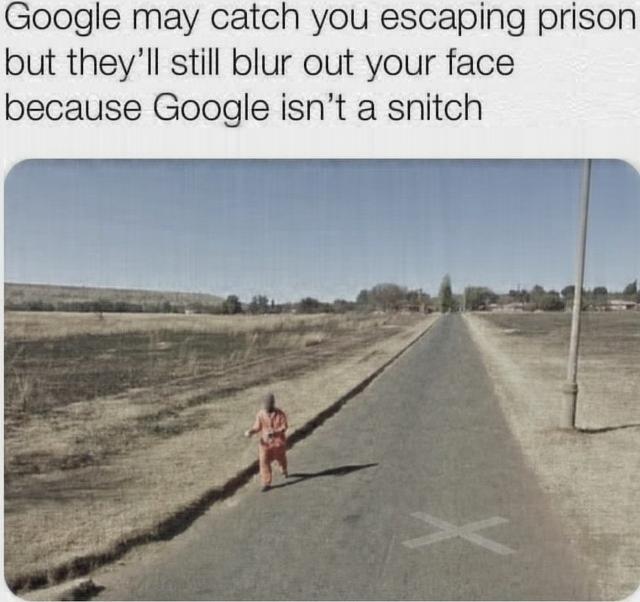 Google may catch you escaping prison
but they'll still blur out your face
because Google isn't a snitch